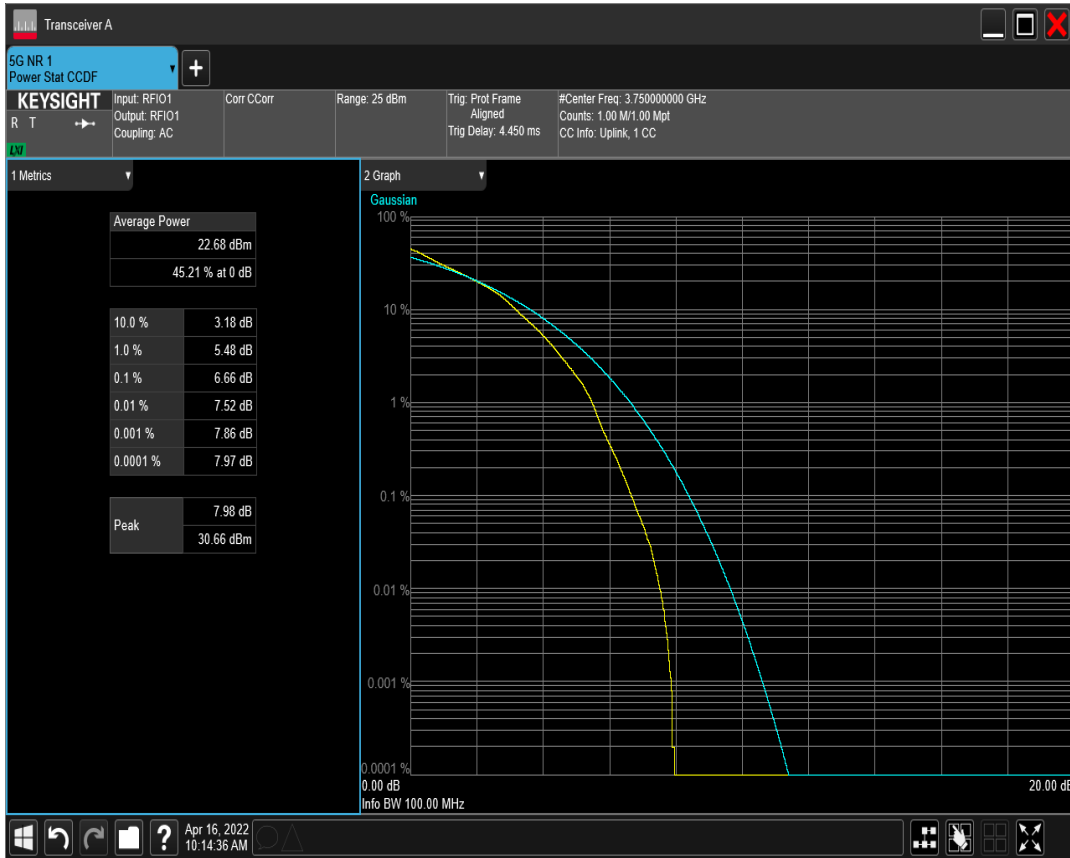 Transceiver A
5G NR 1
Power Stat CCDF
KEYSIGHT
R T
LXI
Input: RFIO1
Output: RFIO1
Coupling: AC
Corr CCorr
Range: 25 dBm
Trig: Prot Frame
Aligned
Trig Delay: 4.450 ms
#Center Freq: 3.750000000 GHz
Counts: 1.00 M/1.00 Mpt
CC Info: Uplink, 1 CC
1 Metrics
Average Power
22.68 dBm
45.21 % at 0 dB
10.0 % 3.18 dB
1.0 % 5.48 dB
0.1 % 6.66 dB
0.01 % 7.52 dB
0.001 % 7.86 dB
0.0001 % 7.97 dB
Peak
7.98 dB
30.66 dBm
2 Graph
Gaussian
100 %
10 %
1 %
0.1 %
0.01 %
0.001 %
0.0001 %
0.00 dB 20.00 dB
Info BW 100.00 MHz
? Apr 16, 2022
10:14:36 AM